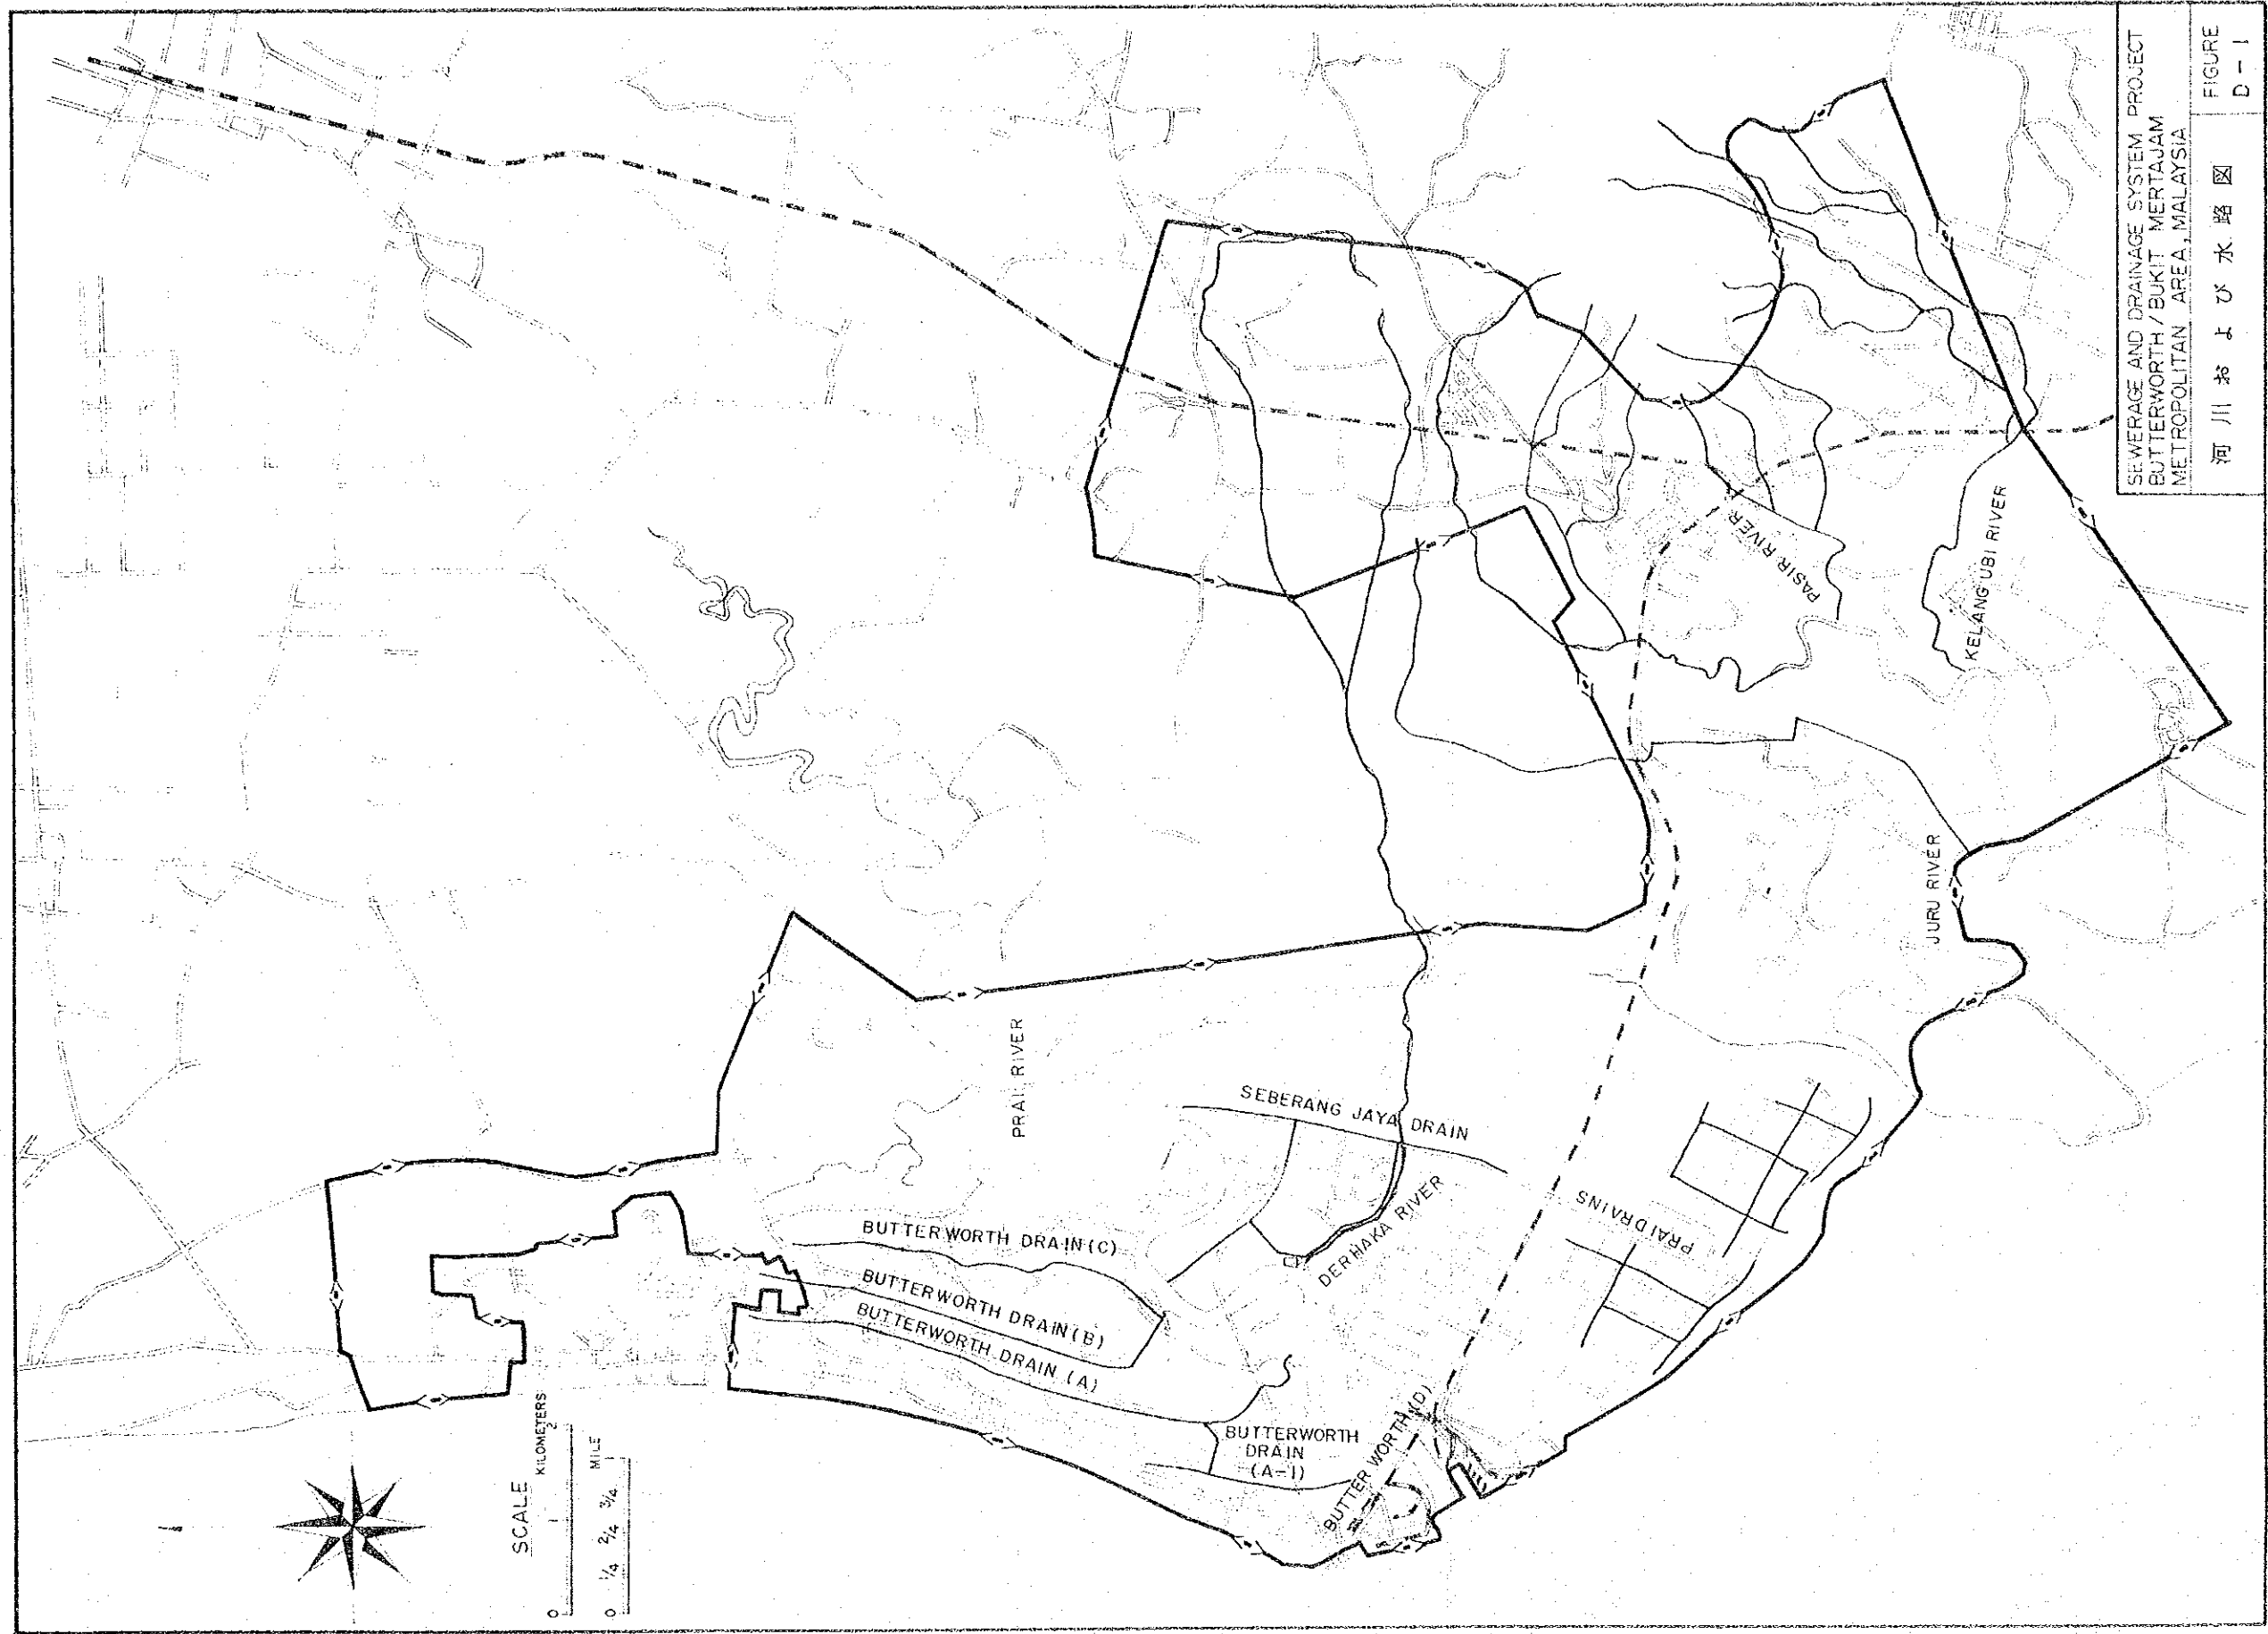 SCALE
KILOMETERS
0 1 2
MILE
0 1/4 2/4 3/4
PRAI RIVER
SEBERANG JAYA DRAIN
BUTTERWORTH DRAIN (C)
BUTTERWORTH DRAIN (B)
BUTTERWORTH DRAIN (A)
BUTTERWORTH
DRAIN
(A-1)
BUTTER WORTH (D)
DERHAKA RIVER
PRAI DRAINS
JURU RIVER
PASIR RIVER
KELANG UBI RIVER
SEWERAGE AND DRAINAGE SYSTEM PROJECT
BUTTERWORTH / BUKIT MERTAJAM
METROPOLITAN AREA, MALAYSIA
河川および水路図
FIGURE
D-1